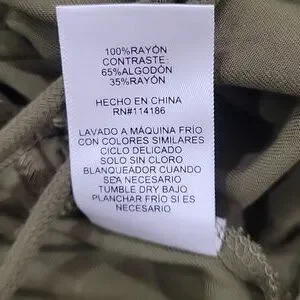 100%RAYÓN
CONTRASTE:
65%ALGODÓN
35%RAYÓN
HECHO EN CHINA
RN#114186
LAVADO A MÁQUINA FRÍO
CON COLORES SIMILARES
CICLO DELICADO
SOLO SIN CLORO
BLANQUEADOR CUANDO
SEA NECESARIO
TUMBLE DRY BAJO
PLANCHAR FRÍO SI ES
NECESARIO